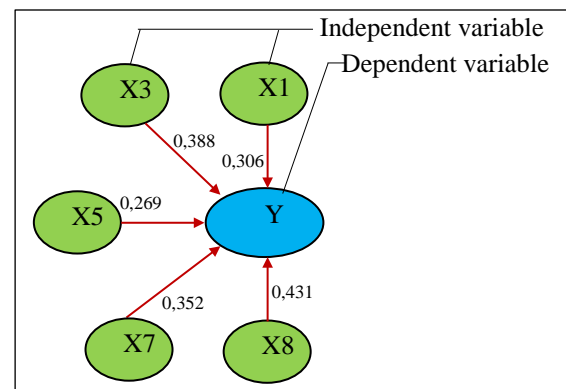 Independent variable
Dependent variable
X3
X1
0,388
0,306
X5
0,269
Y
0,352
0,431
X7
X8